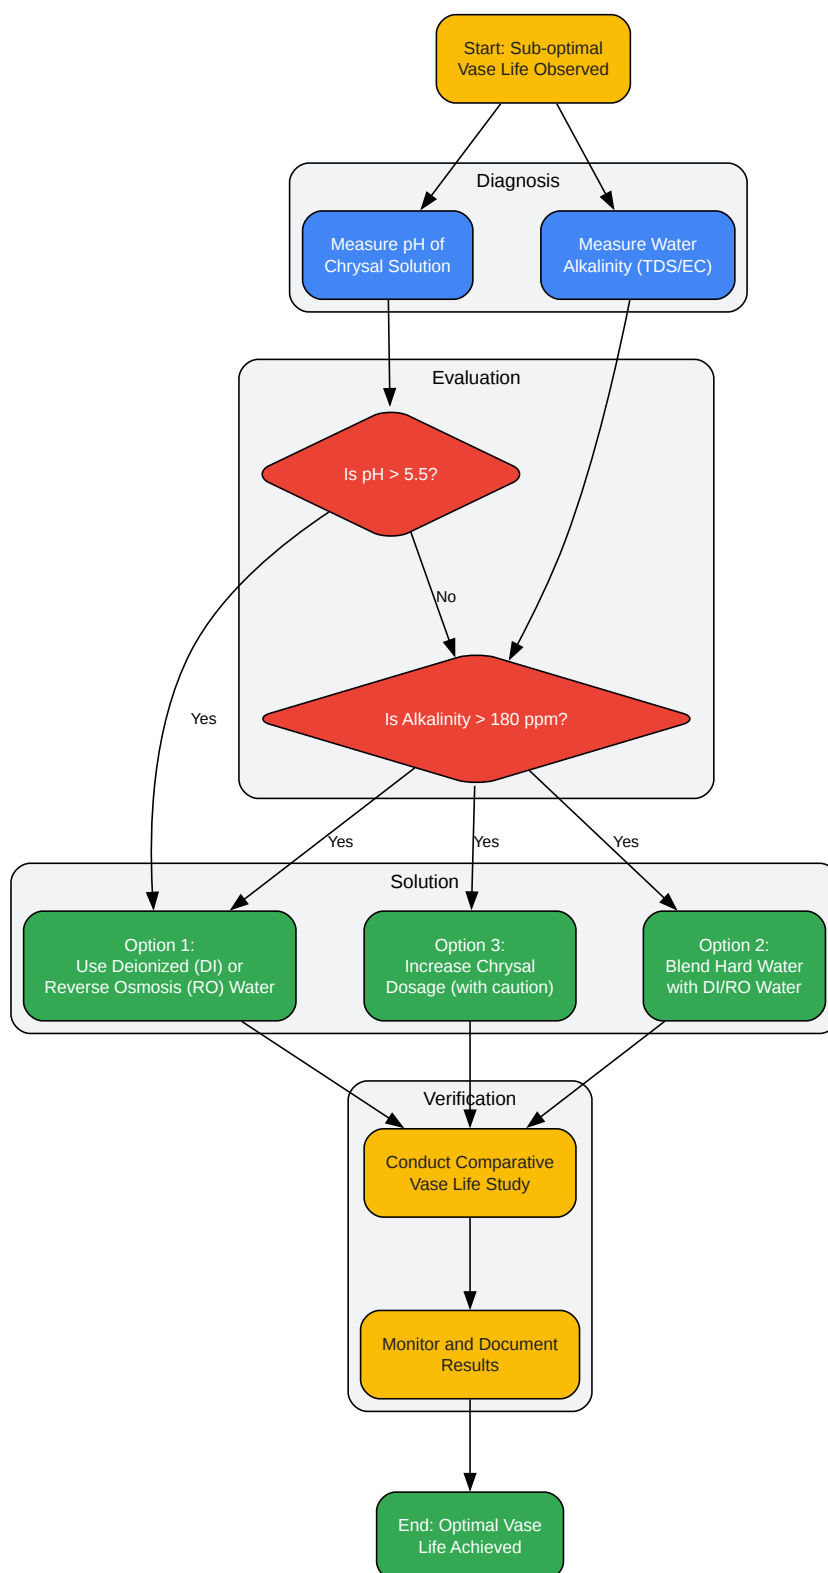 Start: Sub-optimal
Vase Life Observed
Diagnosis
Measure pH of
Chrysal Solution
Measure Water
Alkalinity (TDS/EC)
Evaluation
Is pH > 5.5?
No
Yes
Is Alkalinity > 180 ppm?
Yes
Yes
Yes
Solution
Option 1:
Use Deionized (DI) or
Reverse Osmosis (RO) Water
Option 3:
Increase Chrysal
Dosage (with caution)
Option 2:
Blend Hard Water
with DI/RO Water
Verification
Conduct Comparative
Vase Life Study
Monitor and Document
Results
End: Optimal Vase
Life Achieved